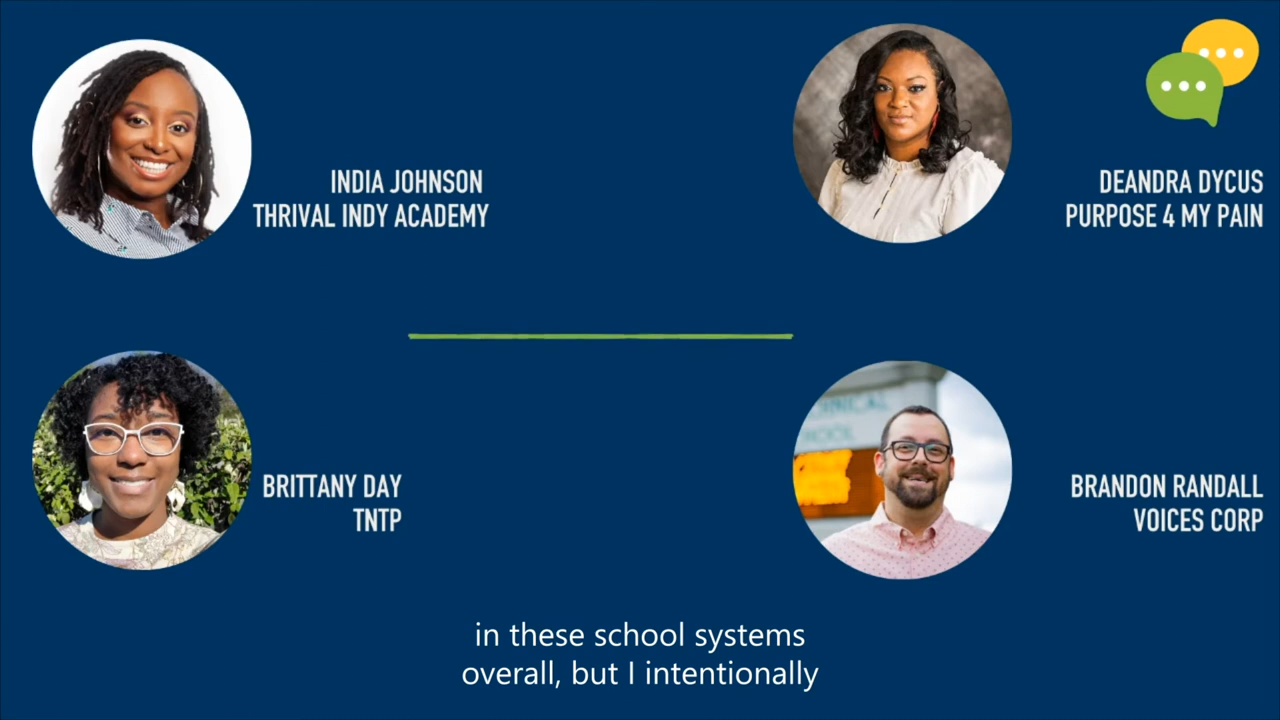 INDIA JOHNSON
THRIVAL INDY ACADEMY
DEANDRA DYCUS
PURPOSE 4 MY PAIN
BRITTANY DAY
TNTP
BRANDON RANDALL
VOICES CORP
in these school systems
overall, but I intentionally